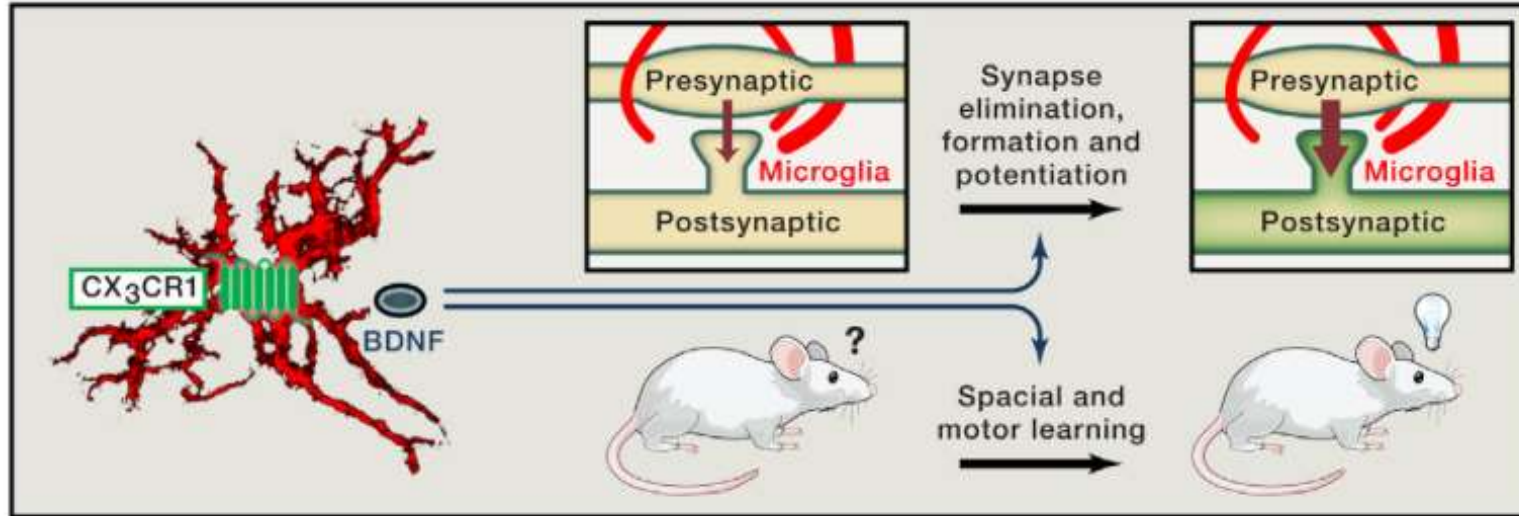 CX3CR1
BDNF
Presynaptic
Microglia
Postsynaptic
Synapse
elimination,
formation and
potentiation
Presynaptic
Microglia
Postsynaptic
?
Spacial and
motor learning